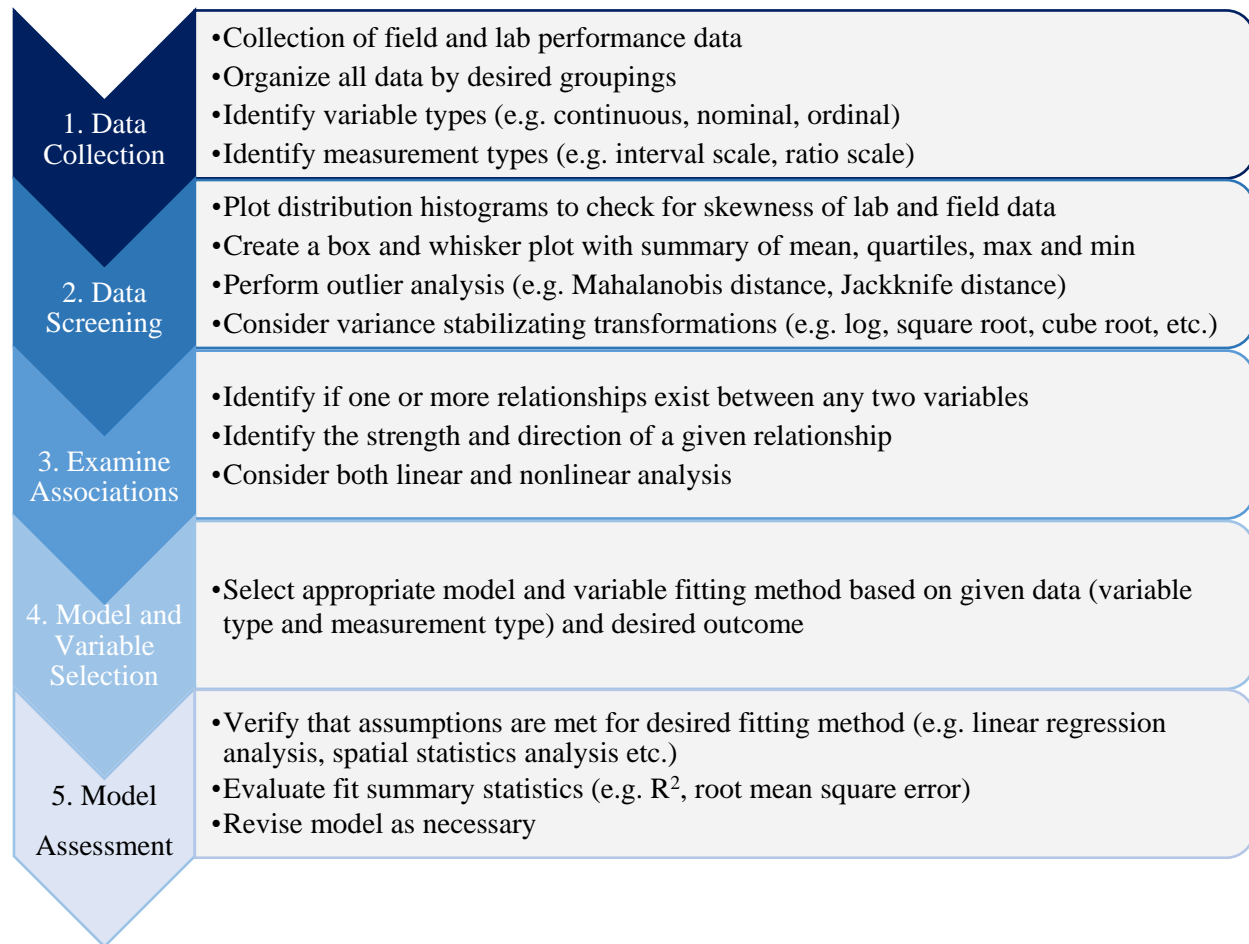 1. Data
Collection
•Collection of field and lab performance data
•Organize all data by desired groupings
•Identify variable types (e.g. continuous, nominal, ordinal)
•Identify measurement types (e.g. interval scale, ratio scale)
2. Data
Screening
•Plot distribution histograms to check for skewness of lab and field data
•Create a box and whisker plot with summary of mean, quartiles, max and min
•Perform outlier analysis (e.g. Mahalanobis distance, Jackknife distance)
•Consider variance stabilizating transformations (e.g. log, square root, cube root, etc.)
3. Examine
Associations
•Identify if one or more relationships exist between any two variables
•Identify the strength and direction of a given relationship
•Consider both linear and nonlinear analysis
4. Model and
Variable
Selection
•Select appropriate model and variable fitting method based on given data (variable
type and measurement type) and desired outcome
5. Model
Assessment
•Verify that assumptions are met for desired fitting method (e.g. linear regression
analysis, spatial statistics analysis etc.)
•Evaluate fit summary statistics (e.g. R², root mean square error)
•Revise model as necessary